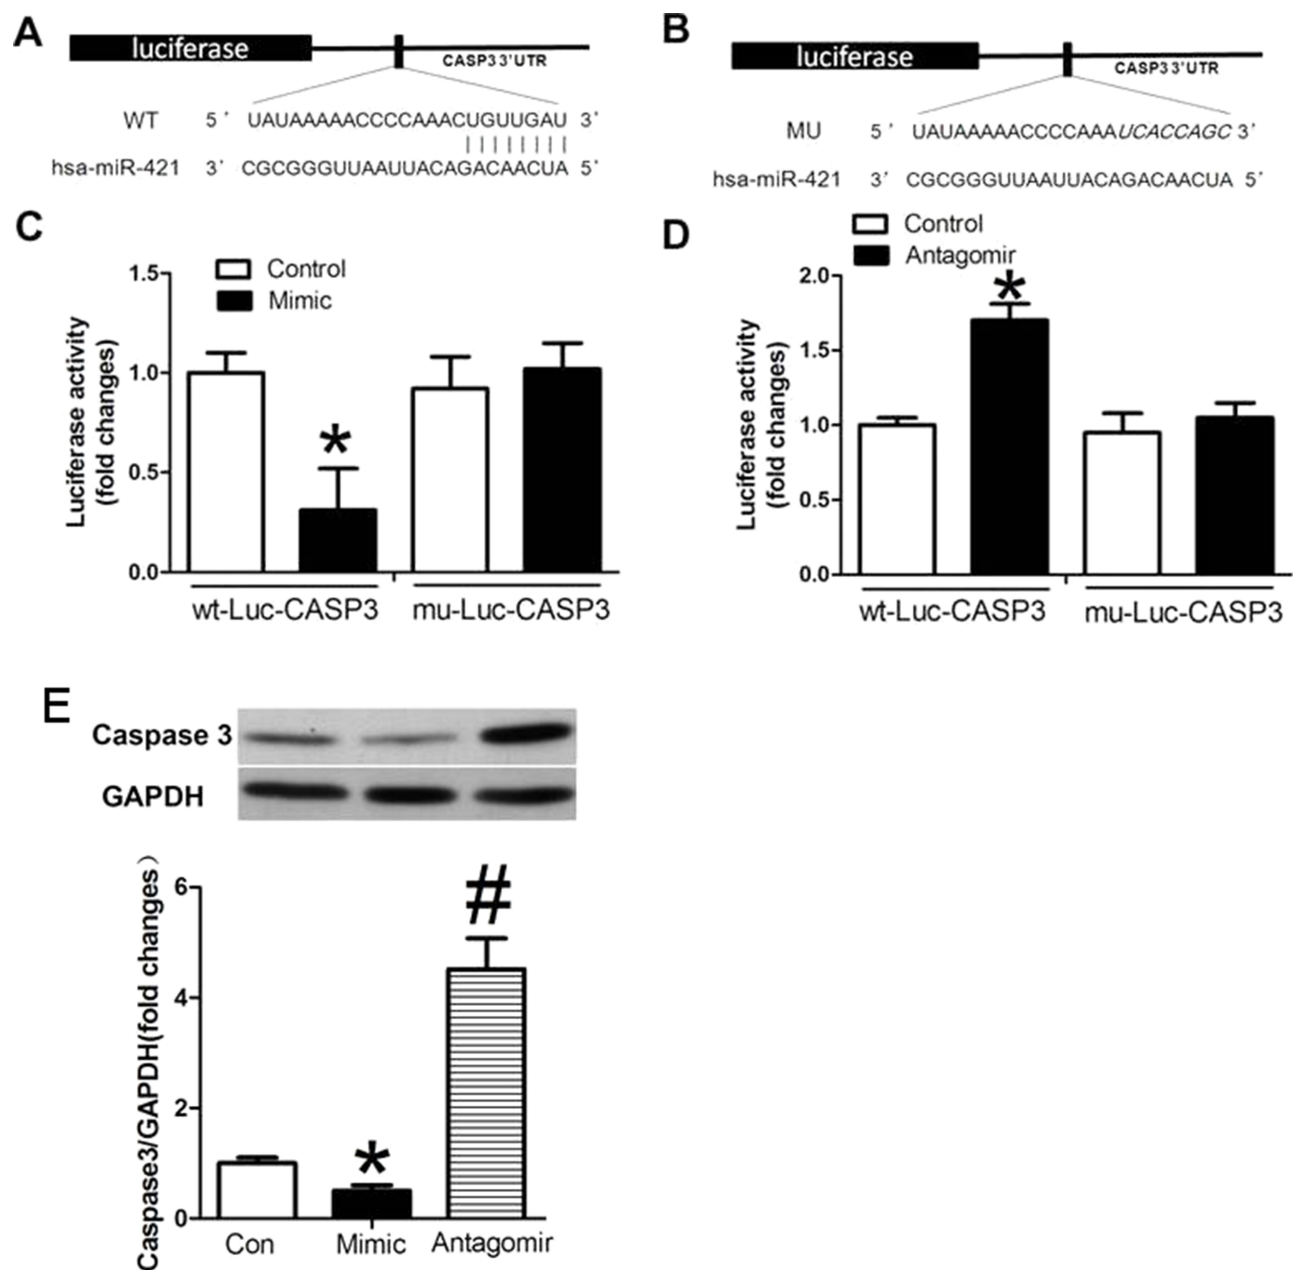 A
luciferase
CASP3 3'UTR
WT 5' UAUAAAAACCCCAAACUGUUGAU 3'
hsa-miR-421 3' CGCGGGUUAAUUACAGACAACUA 5'
B
luciferase
CASP3 3'UTR
MU 5' UAUAAAAACCCCAAAUCACCAGC 3'
hsa-miR-421 3' CGCGGGUUAAUUACAGACAACUA 5'
C
Control
Mimic
Luciferase activity
(fold changes)
1.5
1.0
0.5
0.0
*
wt-Luc-CASP3 mu-Luc-CASP3
D
Control
Antagomir
Luciferase activity
(fold changes)
2.0
1.5
1.0
0.5
0.0
*
wt-Luc-CASP3 mu-Luc-CASP3
E
Caspase 3
GAPDH
Caspase3/GAPDH(fold changes)
6
4
2
0
*
#
Con Mimic Antagomir